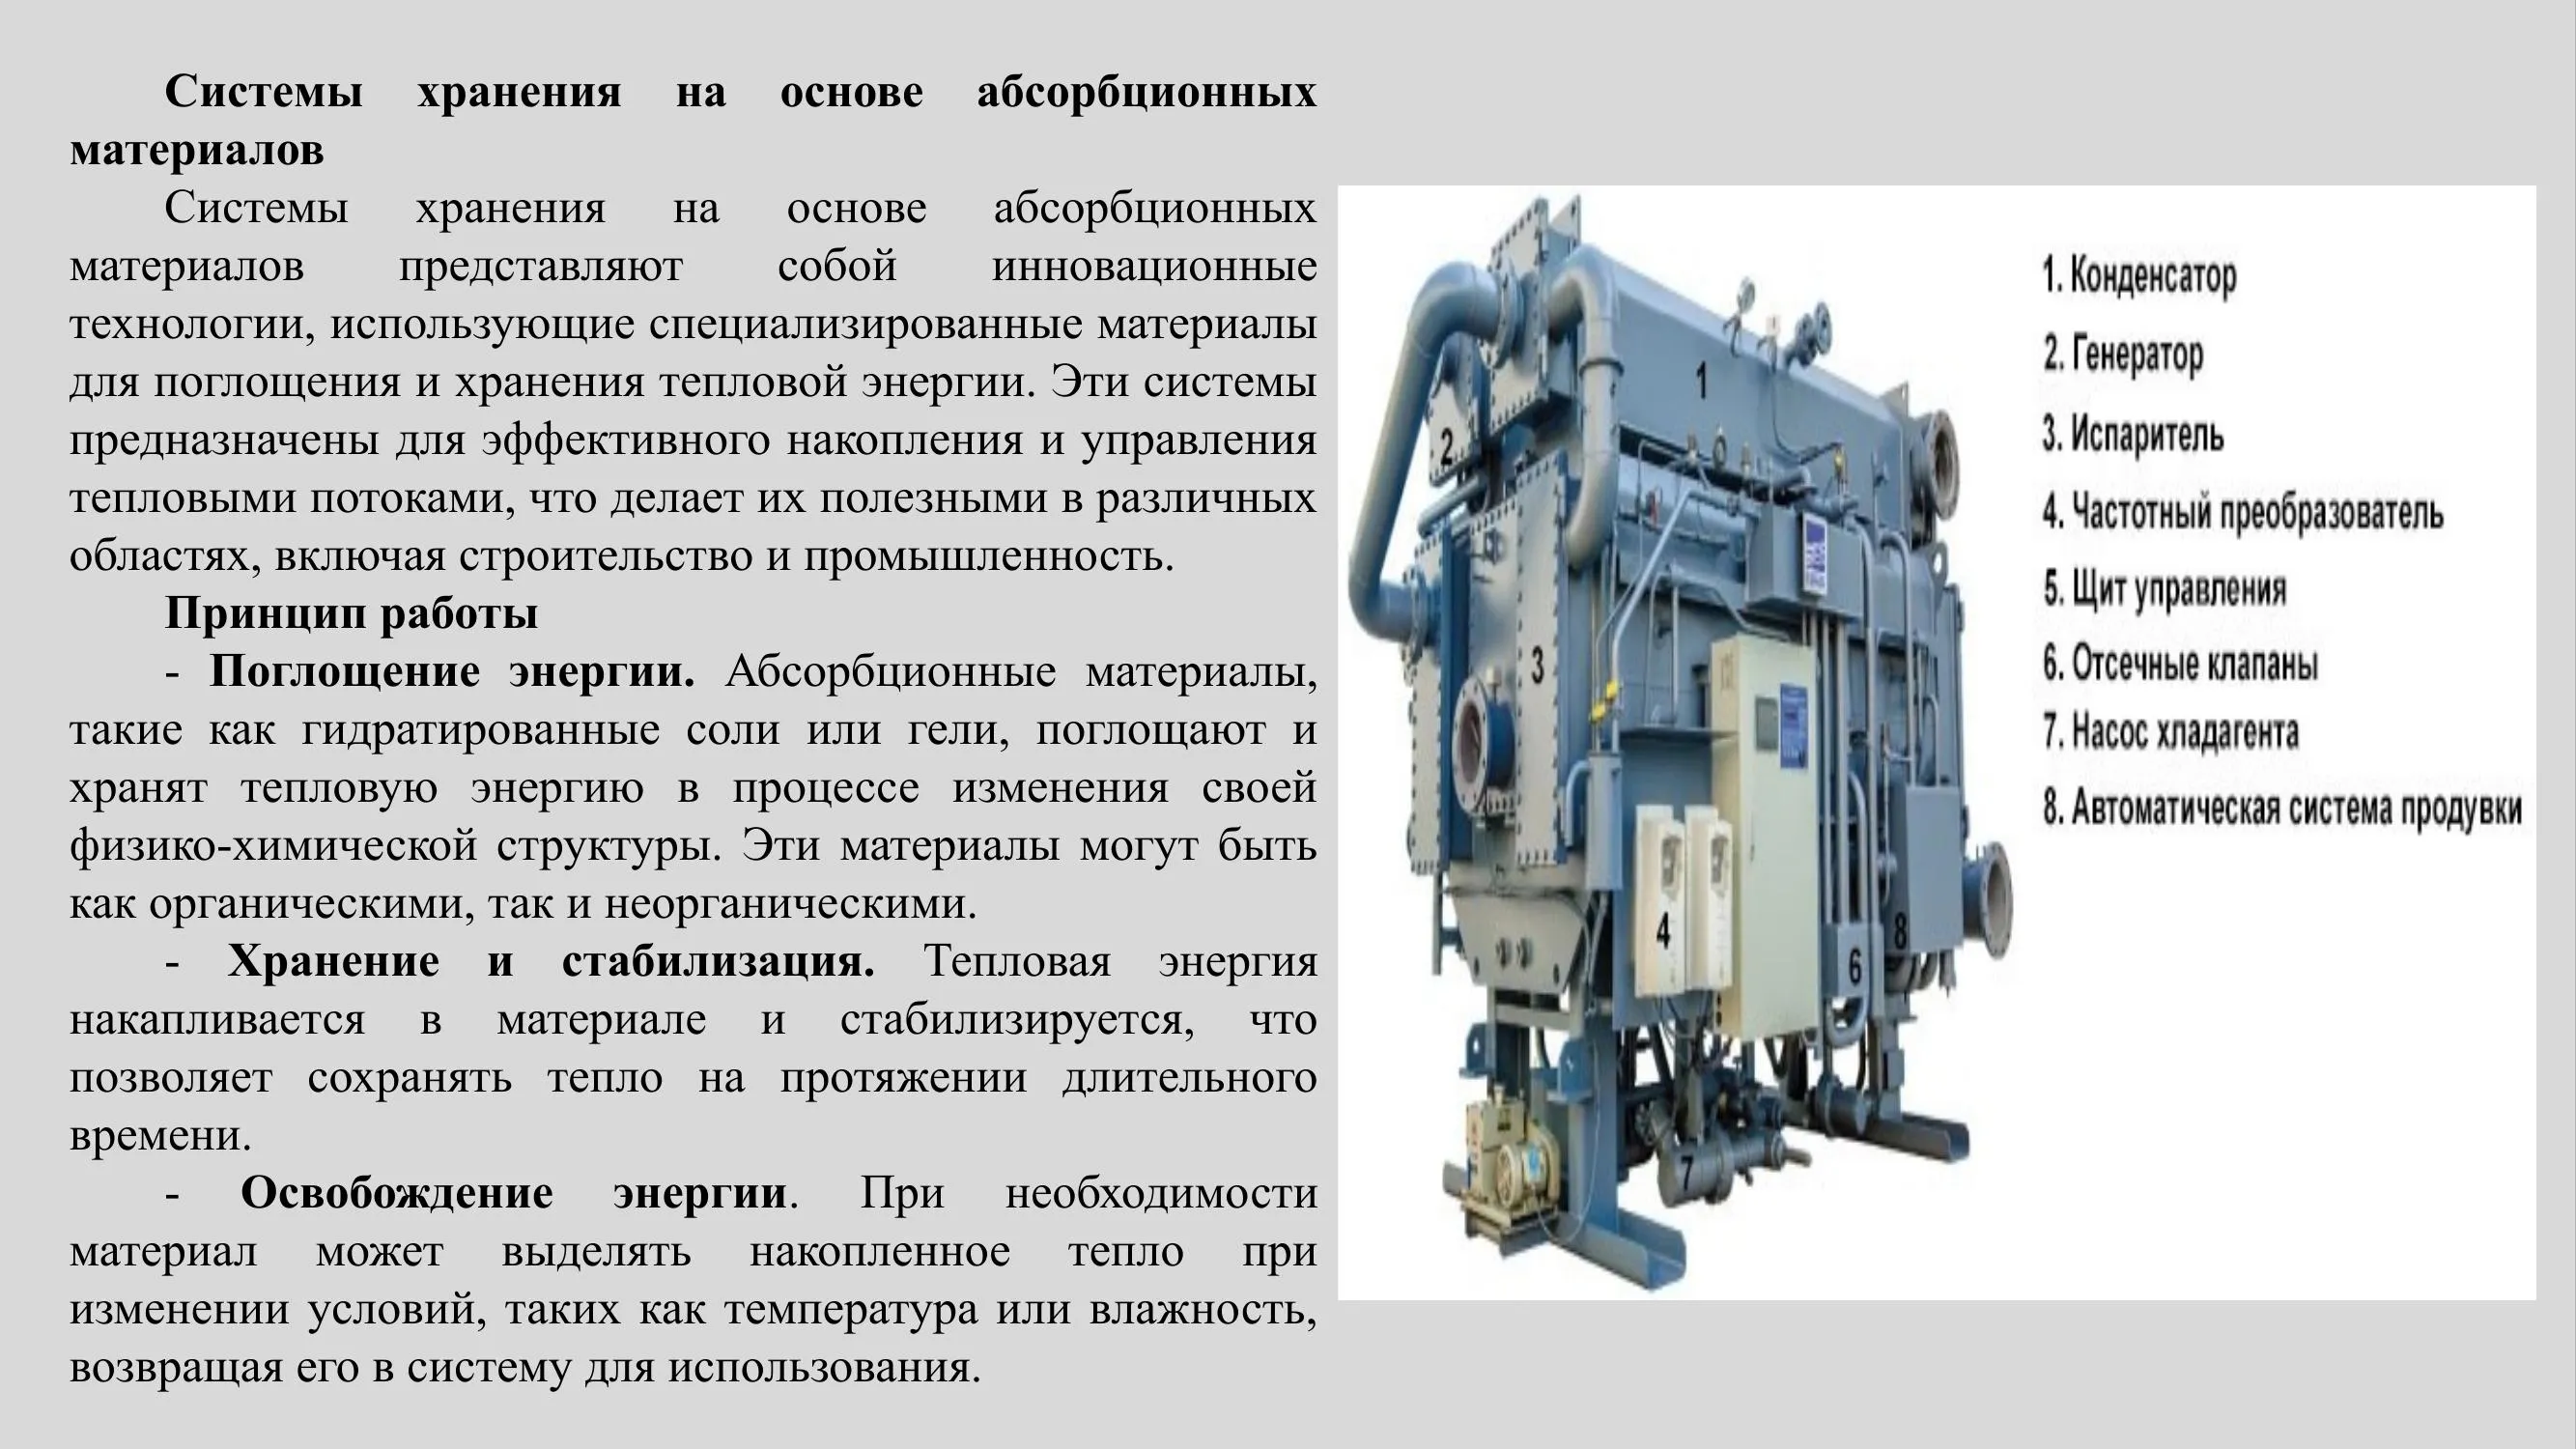 Системы хранения на основе абсорбционных
материалов
Системы хранения на основе абсорбционных
материалов представляют собой инновационные
технологии, использующие специализированные материалы
для поглощения и хранения тепловой энергии. Эти системы
предназначены для эффективного накопления и управления
тепловыми потоками, что делает их полезными в различных
областях, включая строительство и промышленность.
Принцип работы
- Поглощение энергии. Абсорбционные материалы,
такие как гидратированные соли или гели, поглощают и
хранят тепловую энергию в процессе изменения своей
физико-химической структуры. Эти материалы могут быть
как органическими, так и неорганическими.
- Хранение и стабилизация. Тепловая энергия
накапливается в материале и стабилизируется, что
позволяет сохранять тепло на протяжении длительного
времени.
- Освобождение энергии. При необходимости
материал может выделять накопленное тепло при
изменении условий, таких как температура или влажность,
возвращая его в систему для использования.
1
2
3
4
6
8
7
1. Конденсатор
2. Генератор
3. Испаритель
4. Частотный преобразователь
5. Щит управления
6. Отсечные клапаны
7. Насос хладагента
8. Автоматическая система продувки